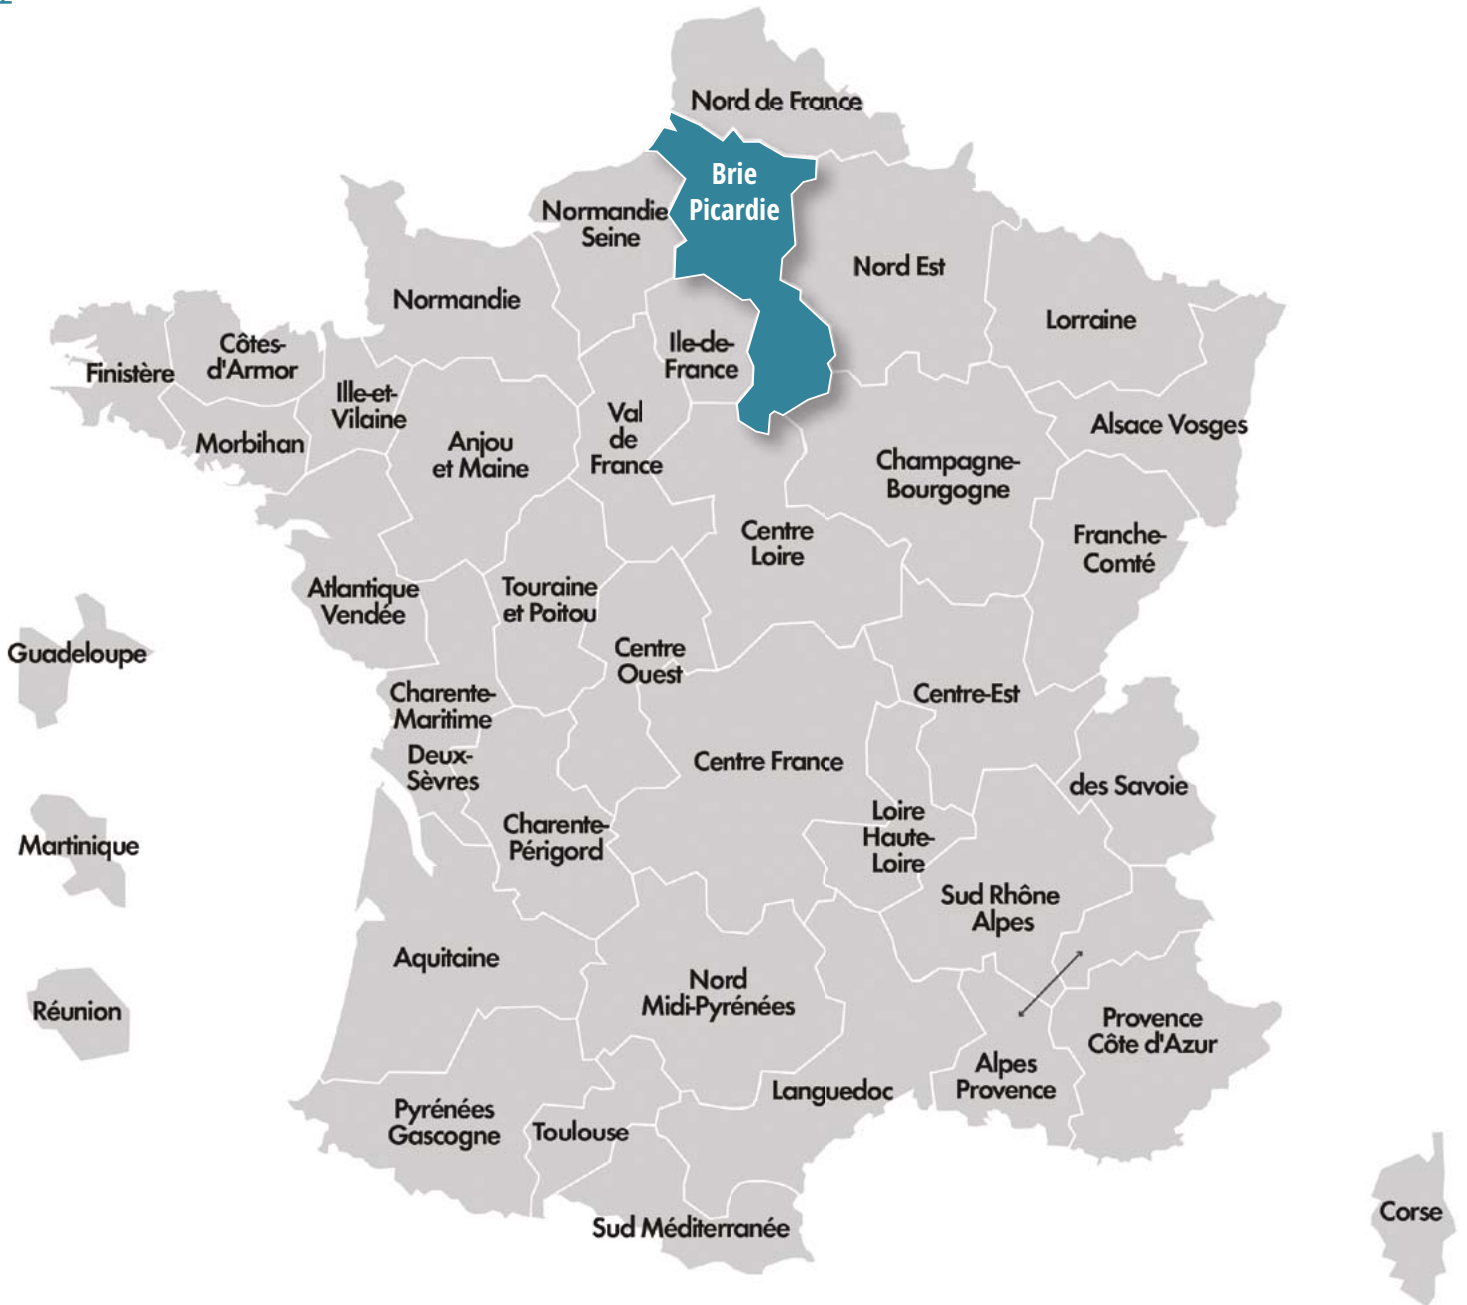 Nord de France
Brie
Picardie
Normandie
Seine
Nord Est
Normandie
Lorraine
Côtes-
d'Armor
Ile-de-
France
Finistère
Ille-et-
Vilaine
Val
de
France
Alsace Vosges
Morbihan
Anjou
et Maine
Champagne-
Bourgogne
Centre
Loire
Franche-
Comté
Atlantique
Vendée
Touraine
et Poitou
Guadeloupe
Centre
Ouest
Charente-
Maritime
Deux-
Sèvres
Centre-Est
Centre France
des Savoie
Martinique
Charente-
Périgord
Loire
Haute-
Loire
Sud Rhône
Alpes
Aquitaine
Nord
Midi-Pyrénées
Réunion
Provence
Côte d'Azur
Alpes
Provence
Languedoc
Pyrénées
Gascogne
Toulouse
Sud Méditerranée
Corse